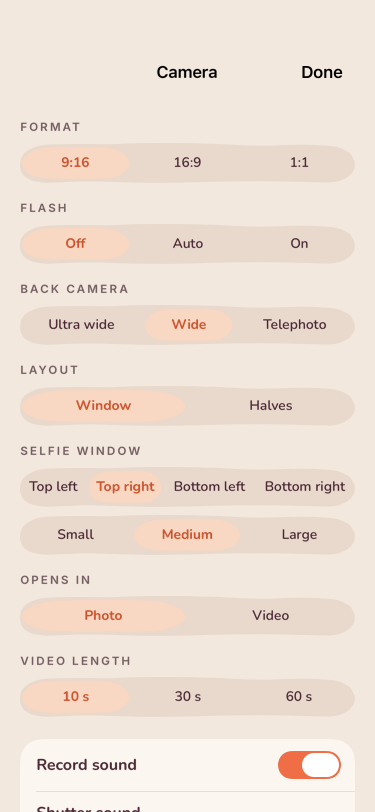 Camera Done
FORMAT
9:16 16:9 1:1
FLASH
Off Auto On
BACK CAMERA
Ultra wide Wide Telephoto
LAYOUT
Window Halves
SELFIE WINDOW
Top left Top right Bottom left Bottom right
Small Medium Large
OPENS IN
Photo Video
VIDEO LENGTH
10 s 30 s 60 s
Record sound
Shutter sound